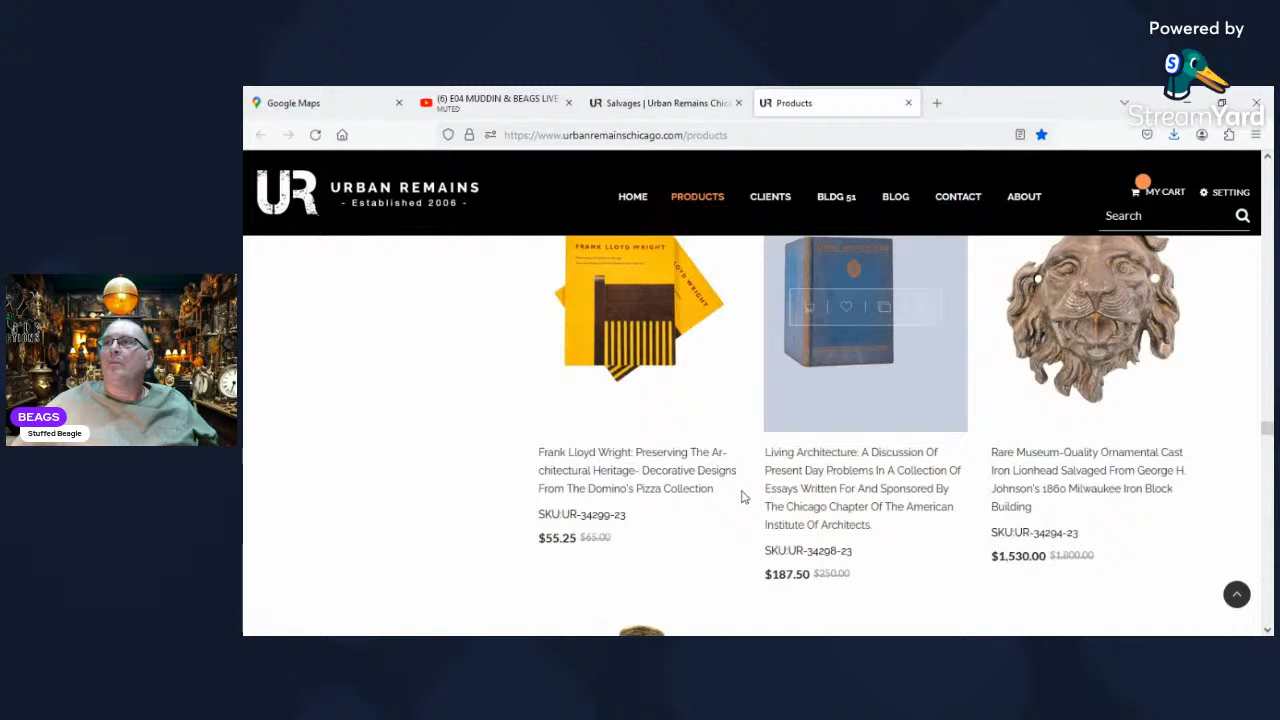 Powered by
StreamYard
Google Maps
(6) E04 MUDDIN & BEAGS LIVE
MUTED
UR Salvages | Urban Remains Chica
UR Products
https://www.urbanremainschicago.com/products
UR
URBAN REMAINS
- Established 2006 -
HOME
PRODUCTS
CLIENTS
BLDG 51
BLOG
CONTACT
ABOUT
MY CART
SETTING
Search
FRANK LLOYD WRIGHT
LLOYD WRIGHT
Frank Lloyd Wright: Preserving The Ar-
chitectural Heritage- Decorative Designs
From The Domino's Pizza Collection
SKU:UR-34299-23
$55.25 $65.00
Living Architecture: A Discussion Of
Present Day Problems In A Collection Of
Essays Written For And Sponsored By
The Chicago Chapter Of The American
Institute Of Architects.
SKU:UR-34298-23
$187.50 $250.00
Rare Museum-Quality Ornamental Cast
Iron Lionhead Salvaged From George H.
Johnson's 1860 Milwaukee Iron Block
Building
SKU:UR-34294-23
$1,530.00 $1,800.00
BEAGS
Stuffed Beagle